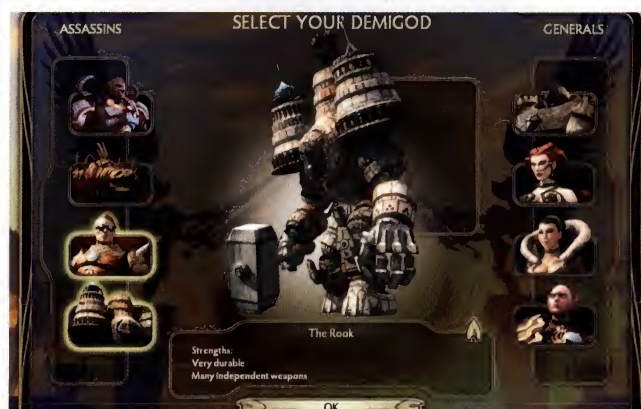 SELECT YOUR DEMIGOD
ASSASSINS
GENERALS
The Rook
Strengths:
Very durable
Many independent weapons
OK